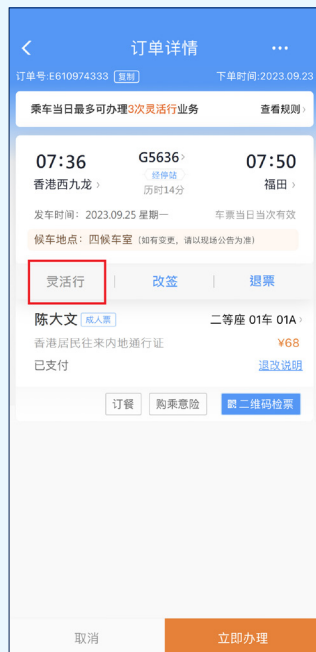 订单详情
订单号:E610974333 复制 下单时间:2023.09.23
乘车当日最多可办理3次灵活行业务 查看规则
07:36 G5636 07:50
经停站
香港西九龙 历时14分 福田
发车时间：2023.09.25 星期一 车票当日当次有效
候车地点：四候车室 (如有变更，请以现场公告为准)
灵活行 改签 退票
陈大文 成人票 二等座 01车 01A
香港居民往来内地通行证 ¥68
已支付 退改说明
订餐 购乘意险 二维码检票
取消 立即办理